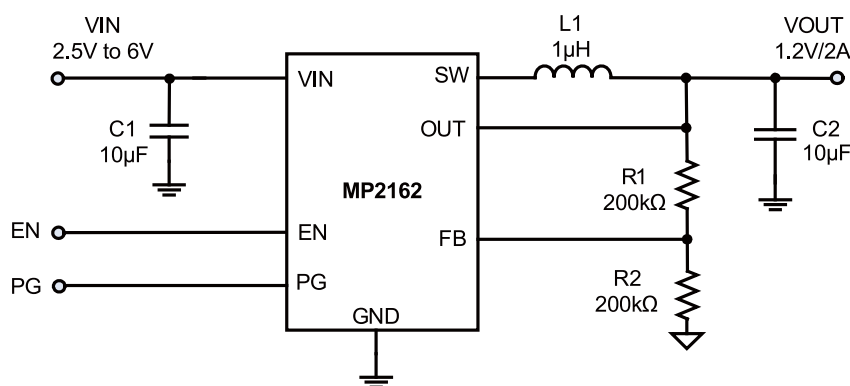 VIN
2.5V to 6V
L1
1µH
VOUT
1.2V/2A
VIN
SW
C1
10µF
OUT
C2
10µF
MP2162
R1
200kΩ
EN
EN
FB
PG
PG
R2
200kΩ
GND